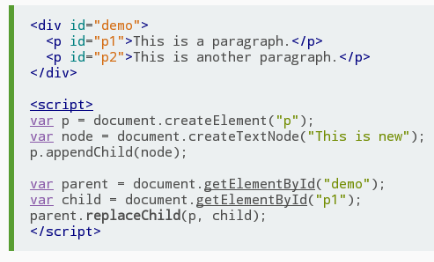 <div id="demo">
<p id="p1">This is a paragraph.</p>
<p id="p2">This is another paragraph.</p>
</div>
<script>
var p = document.createElement("p");
var node = document.createTextNode("This is new");
p.appendChild(node);
var parent = document.getElementById("demo");
var child = document.getElementById("p1");
parent.replaceChild(p, child);
</script>